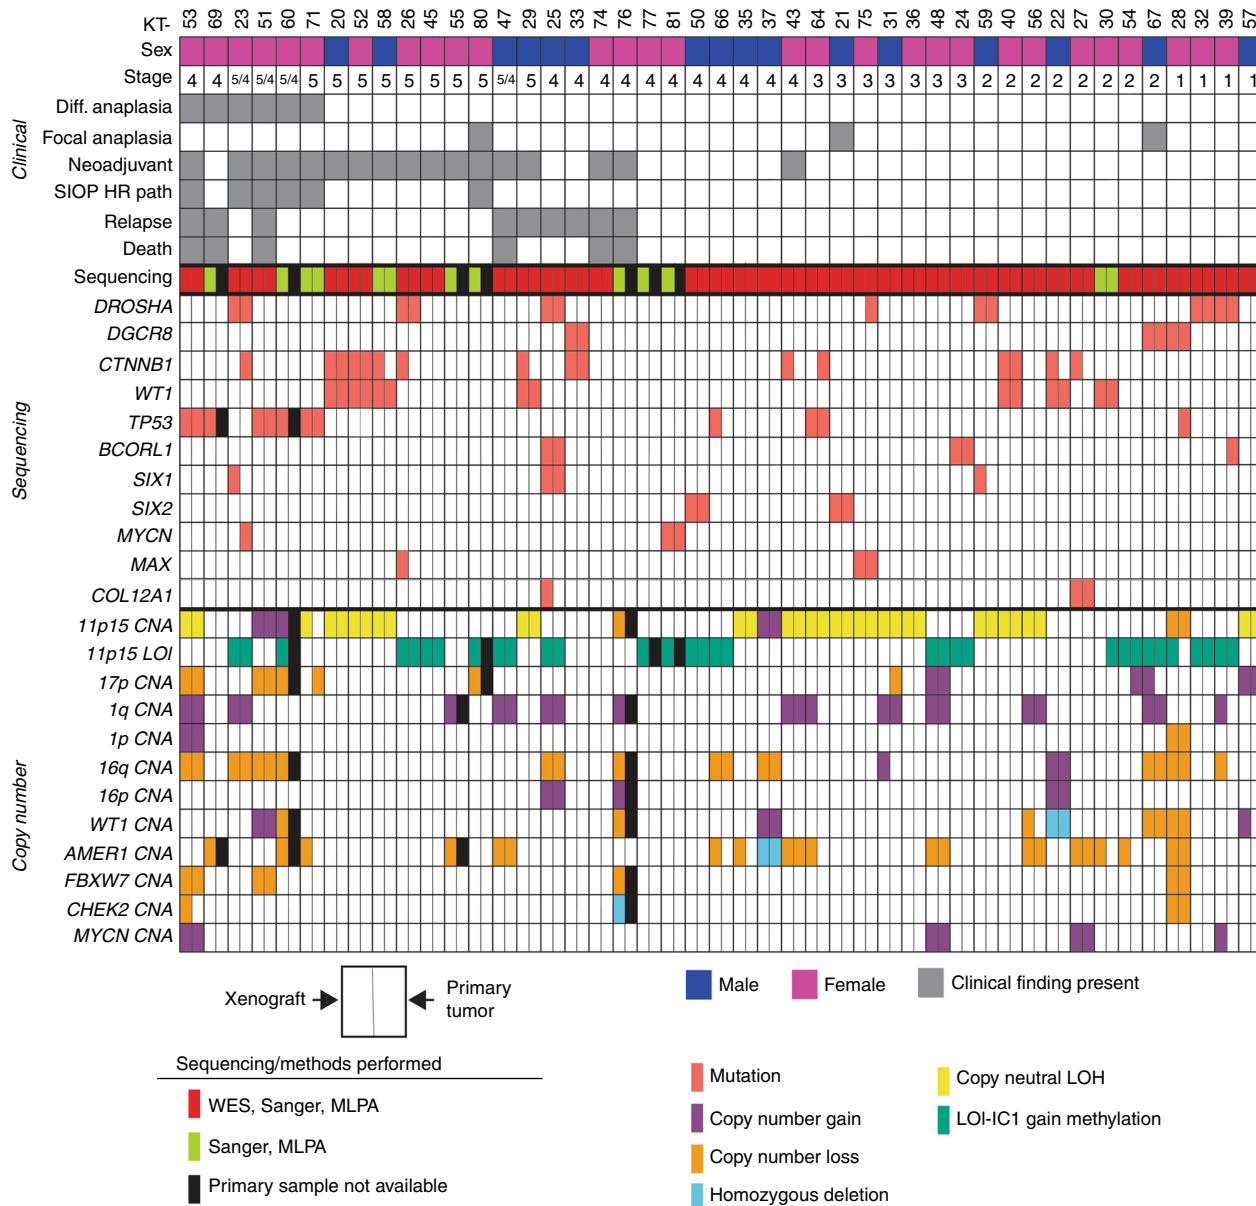 KT- 53 69 23 51 60 71 20 52 58 26 45 55 80 47 29 25 33 74 76 77 81 50 66 35 37 43 64 21 75 31 36 48 24 59 40 56 22 27 30 54 67 28 32 39 57
Sex
Stage 4 4 5/4 5/4 5/4 5 5 5 5 5 5 5 5 5/4 5 4 4 4 4 4 4 4 4 4 4 4 3 3 3 3 3 3 3 2 2 2 2 2 2 2 2 1 1 1 1
Clinical
Diff. anaplasia
Focal anaplasia
Neoadjuvant
SIOP HR path
Relapse
Death
Sequencing
Sequencing
DROSHA
DGCR8
CTNNB1
WT1
TP53
BCORL1
SIX1
SIX2
MYCN
MAX
COL12A1
Copy number
11p15 CNA
11p15 LOI
17p CNA
1q CNA
1p CNA
16q CNA
16p CNA
WT1 CNA
AMER1 CNA
FBXW7 CNA
CHEK2 CNA
MYCN CNA
Xenograft
Primary
tumor
Male Female Clinical finding present
Sequencing/methods performed
WES, Sanger, MLPA
Sanger, MLPA
Primary sample not available
Mutation
Copy number gain
Copy number loss
Homozygous deletion
Copy neutral LOH
LOI-IC1 gain methylation